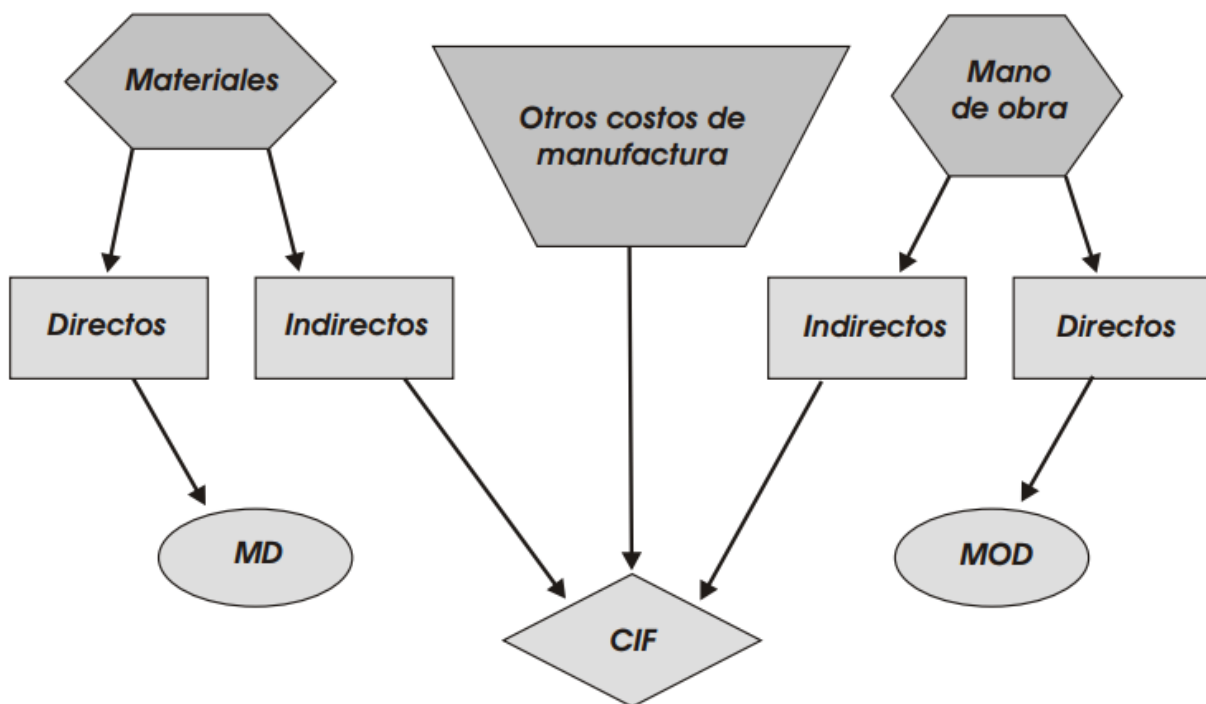 Materiales
Otros costos de
manufactura
Mano
de obra
Directos
Indirectos
Indirectos
Directos
MD
CIF
MOD